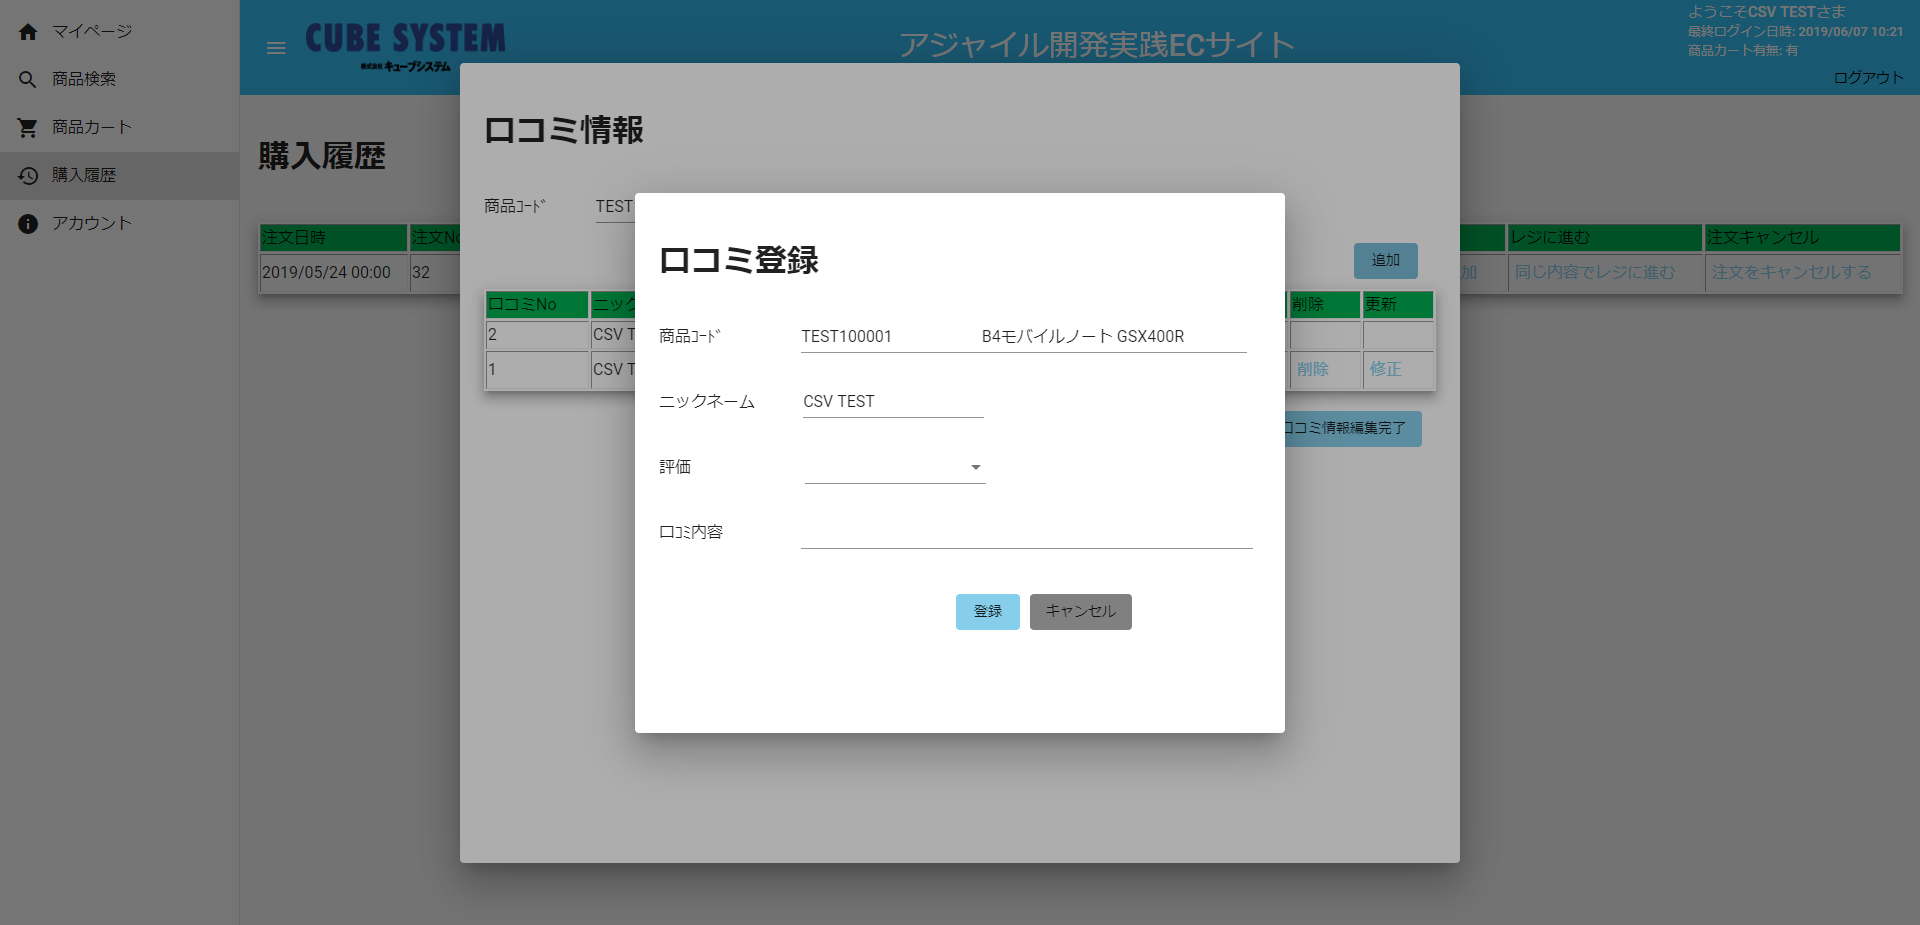 マイページ
商品検索
商品カート
購入履歴
アカウント
CUBE SYSTEM
株式会社 キューブシステム
アジャイル開発実践ECサイト
ようこそCSV TESTさま
最終ログイン日時: 2019/06/07 10:21
商品カート有無: 有
ログアウト
購入履歴
注文日時 注文No レジに進む 注文キャンセル
2019/05/24 00:00 32 加 同じ内容でレジに進む 注文をキャンセルする
口コミ情報
商品ｺｰﾄﾞ TEST
追加
口コミNo ニック 削除 更新
2 CSV T
1 CSV T 削除 修正
口コミ情報編集完了
口コミ登録
商品ｺｰﾄﾞ TEST100001 B4モバイルノート GSX400R
ニックネーム CSV TEST
評価
口ｺﾐ内容
登録 キャンセル